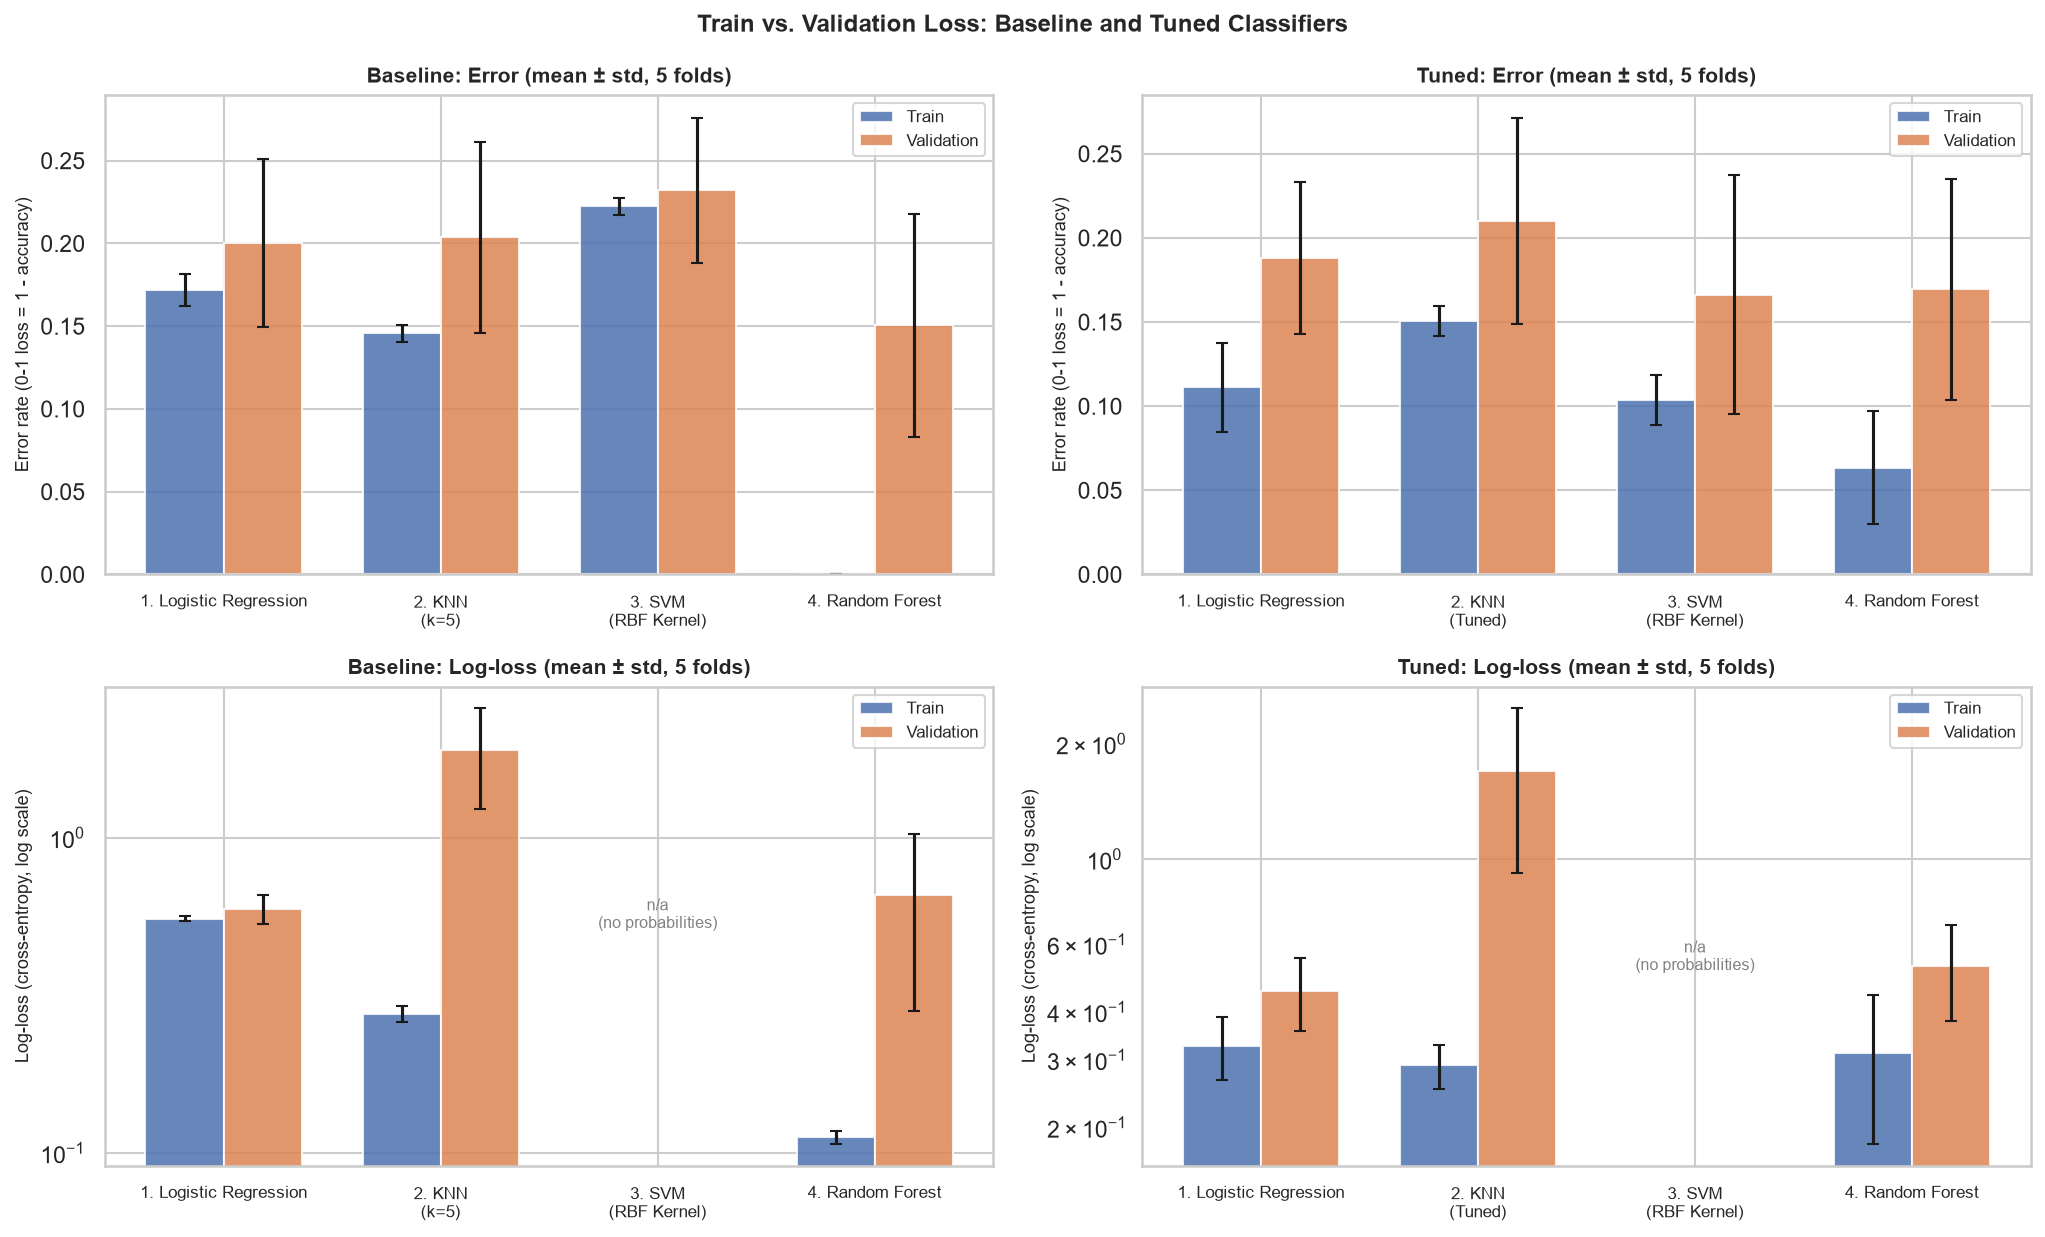 Train vs. Validation Loss: Baseline and Tuned Classifiers
Baseline: Error (mean ± std, 5 folds)
Error rate (0-1 loss = 1 - accuracy)
0.25
0.20
0.15
0.10
0.05
0.00
Train
Validation
1. Logistic Regression
2. KNN
(k=5)
3. SVM
(RBF Kernel)
4. Random Forest
Tuned: Error (mean ± std, 5 folds)
Error rate (0-1 loss = 1 - accuracy)
0.25
0.20
0.15
0.10
0.05
0.00
Train
Validation
1. Logistic Regression
2. KNN
(Tuned)
3. SVM
(RBF Kernel)
4. Random Forest
Baseline: Log-loss (mean ± std, 5 folds)
Log-loss (cross-entropy, log scale)
10⁰
10⁻¹
Train
Validation
n/a
(no probabilities)
1. Logistic Regression
2. KNN
(k=5)
3. SVM
(RBF Kernel)
4. Random Forest
Tuned: Log-loss (mean ± std, 5 folds)
Log-loss (cross-entropy, log scale)
2 × 10⁰
10⁰
6 × 10⁻¹
4 × 10⁻¹
3 × 10⁻¹
2 × 10⁻¹
Train
Validation
n/a
(no probabilities)
1. Logistic Regression
2. KNN
(Tuned)
3. SVM
(RBF Kernel)
4. Random Forest